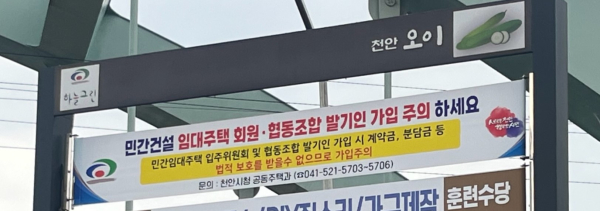 하늘그린
천안 오이
민간건설 임대주택 회원·협동조합 발기인 가입 주의 하세요
민간임대주택 입주위원회 및 협동조합 발기인 가입 시 계약금, 분담금 등
법적 보호를 받을수 없으므로 가입주의
문의 : 천안시청 공동주택과 (☎041-521-5703~5706)
훈련수당